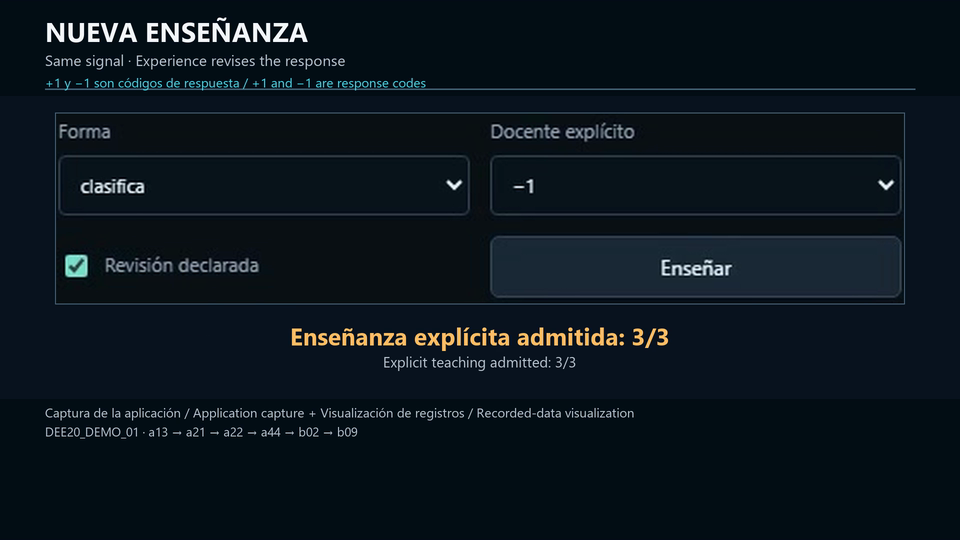 NUEVA ENSEÑANZA
Same signal · Experience revises the response
+1 y −1 son códigos de respuesta / +1 and −1 are response codes
Forma
Docente explícito
clasifica
−1
Revisión declarada
Enseñar
Enseñanza explícita admitida: 3/3
Explicit teaching admitted: 3/3
Captura de la aplicación / Application capture + Visualización de registros / Recorded-data visualization
DEE20_DEMO_01 · a13 → a21 → a22 → a44 → b02 → b09